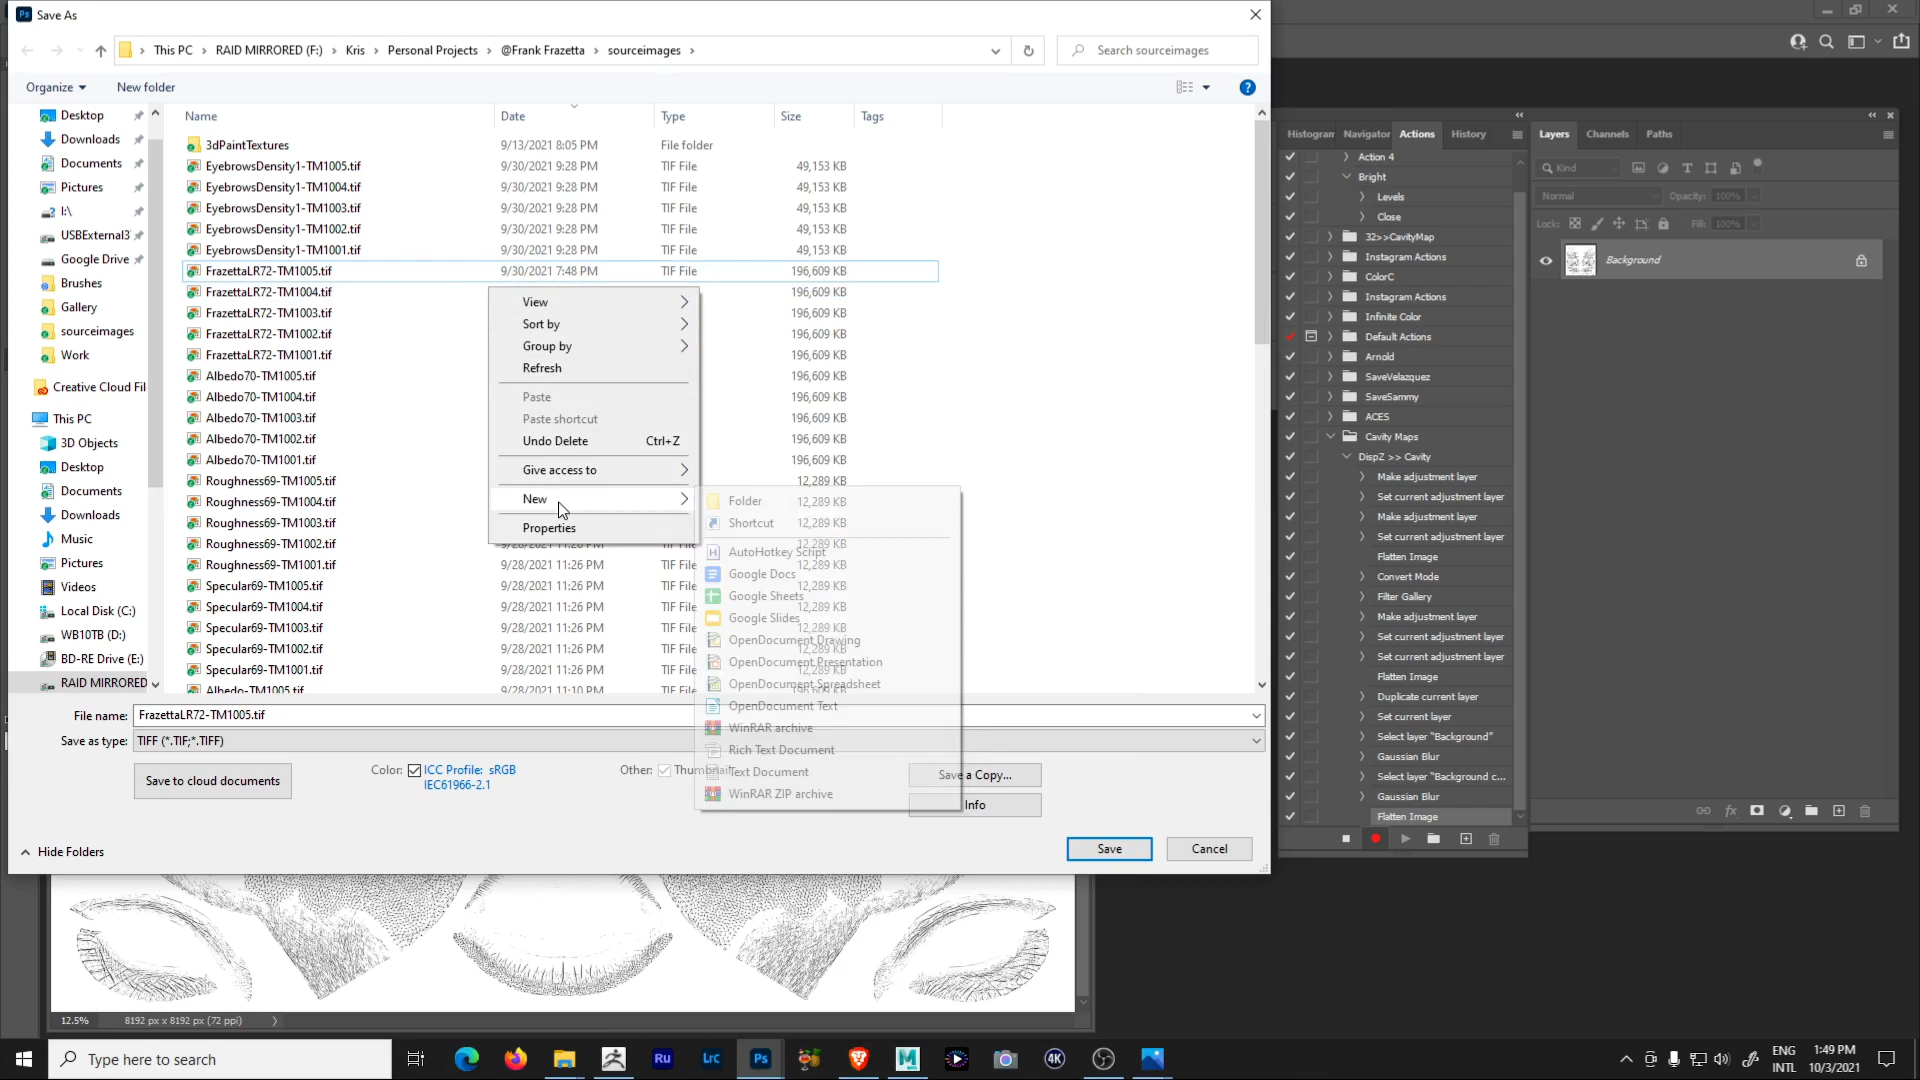 Save As
This PC > RAID MIRRORED (F:) > Kris > Personal Projects > @Frank Frazetta > sourceimages >
Search sourceimages
Organize
New folder
Desktop
Downloads
Documents
Pictures
I:\
USBExternal3
Google Drive
Brushes
Gallery
sourceimages
Work
Creative Cloud Fil
This PC
3D Objects
Desktop
Documents
Downloads
Music
Pictures
Videos
Local Disk (C:)
WB10TB (D:)
BD-RE Drive (E:)
RAID MIRRORED
Name Date Type Size Tags
3dPaintTextures 9/13/2021 8:05 PM File folder
EyebrowsDensity1-TM1005.tif 9/30/2021 9:28 PM TIF File 49,153 KB
EyebrowsDensity1-TM1004.tif 9/30/2021 9:28 PM TIF File 49,153 KB
EyebrowsDensity1-TM1003.tif 9/30/2021 9:28 PM TIF File 49,153 KB
EyebrowsDensity1-TM1002.tif 9/30/2021 9:28 PM TIF File 49,153 KB
EyebrowsDensity1-TM1001.tif 9/30/2021 9:28 PM TIF File 49,153 KB
FrazettaLR72-TM1005.tif 9/30/2021 7:48 PM TIF File 196,609 KB
FrazettaLR72-TM1004.tif 196,609 KB
FrazettaLR72-TM1003.tif 196,609 KB
FrazettaLR72-TM1002.tif 196,609 KB
FrazettaLR72-TM1001.tif 196,609 KB
Albedo70-TM1005.tif 196,609 KB
Albedo70-TM1004.tif 196,609 KB
Albedo70-TM1003.tif 196,609 KB
Albedo70-TM1002.tif 196,609 KB
Albedo70-TM1001.tif 196,609 KB
Roughness69-TM1005.tif 12,289 KB
Roughness69-TM1004.tif 12,289 KB
Roughness69-TM1003.tif 12,289 KB
Roughness69-TM1002.tif 12,289 KB
Roughness69-TM1001.tif 9/28/2021 11:26 PM TIF File 12,289 KB
Specular69-TM1005.tif 9/28/2021 11:26 PM TIF File 12,289 KB
Specular69-TM1004.tif 9/28/2021 11:26 PM TIF File 12,289 KB
Specular69-TM1003.tif 9/28/2021 11:26 PM TIF File 12,289 KB
Specular69-TM1002.tif 9/28/2021 11:26 PM TIF File 12,289 KB
Specular69-TM1001.tif 9/28/2021 11:26 PM TIF File 12,289 KB
Albedo-TM1005.tif 9/28/2021 11:10 PM TIF File 196,609 KB
View
Sort by
Group by
Refresh
Paste
Paste shortcut
Undo Delete Ctrl+Z
Give access to
New
Properties
Folder
Shortcut
AutoHotkey Script
Google Docs
Google Sheets
Google Slides
OpenDocument Drawing
OpenDocument Presentation
OpenDocument Spreadsheet
OpenDocument Text
WinRAR archive
Rich Text Document
Text Document
WinRAR ZIP archive
File name: FrazettaLR72-TM1005.tif
Save as type: TIFF (*.TIF;*.TIFF)
Save to cloud documents
Color: ICC Profile: sRGB
IEC61966-2.1
Other: Thumbnail
Save a Copy...
Info
Hide Folders
Save
Cancel
12.5% 8192 px x 8192 px (72 ppi)
Histogran Navigator Actions History
Action 4
Bright
Levels
Close
32>>CavityMap
Instagram Actions
ColorC
Instagram Actions
Infinite Color
Default Actions
Arnold
SaveVelazquez
SaveSammy
ACES
Cavity Maps
DispZ >> Cavity
Make adjustment layer
Set current adjustment layer
Make adjustment layer
Set current adjustment layer
Flatten Image
Convert Mode
Filter Gallery
Make adjustment layer
Set current adjustment layer
Set current adjustment layer
Flatten Image
Duplicate current layer
Set current layer
Select layer "Background"
Gaussian Blur
Select layer "Background c...
Gaussian Blur
Flatten Image
Layers Channels Paths
Kind
Normal Opacity: 100%
Lock: Fill: 100%
Background
fx
Type here to search
Ru
Lrc
Ps
M
4K
ENG
INTL
1:49 PM
10/3/2021